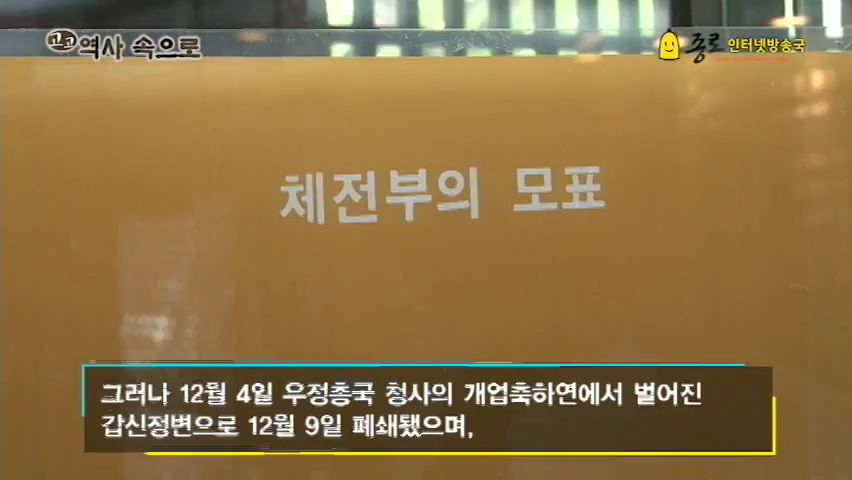 고고 역사 속으로
종로 인터넷방송국
체전부의 모표
그러나 12월 4일 우정총국 청사의 개업축하연에서 벌어진
갑신정변으로 12월 9일 폐쇄됐으며,